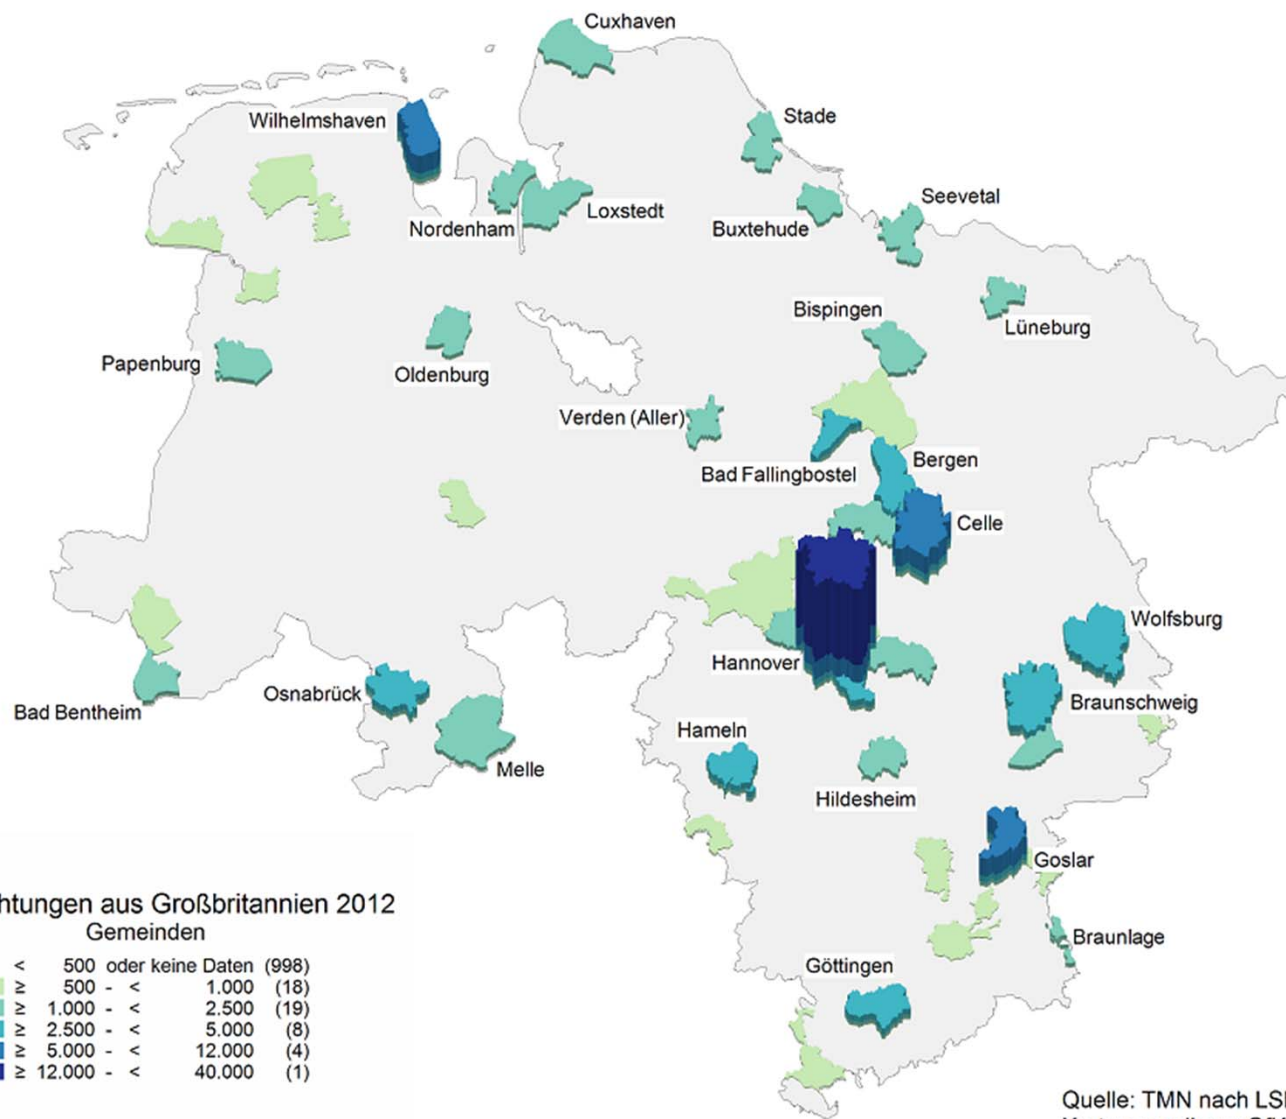 Cuxhaven
Stade
Wilhelmshaven
Seevetal
Loxstedt
Nordenham
Buxtehude
Bispingen
Lüneburg
Papenburg
Oldenburg
Verden (Aller)
Bergen
Bad Fallingbostel
Celle
Wolfsburg
Hannover
Osnabrück
Braunschweig
Bad Bentheim
Hameln
Melle
Hildesheim
Goslar
Braunlage
Göttingen
aus Großbritannien 2012
Gemeinden
< 500 oder keine Daten (998)
≥ 500 - < 1.000 (18)
≥ 1.000 - < 2.500 (19)
≥ 2.500 - < 5.000 (8)
≥ 5.000 - < 12.000 (4)
≥ 12.000 - < 40.000 (1)
Quelle: TMN nach